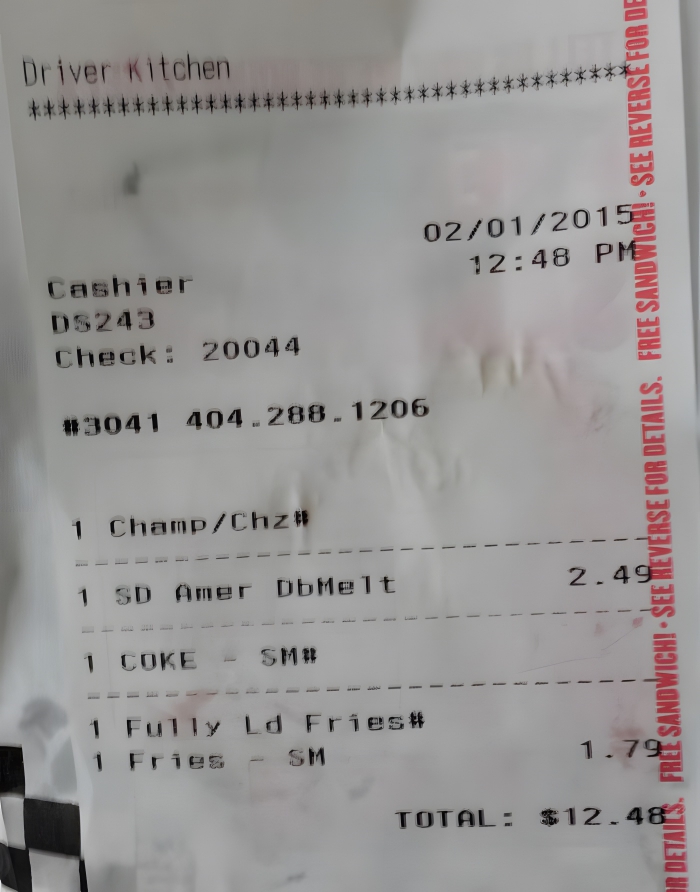 Driver Kitchen
****************************************
02/01/2015
12:48 PM
Cashier
DS243
Check: 20044
#3041 404.288.1206
1 Champ/Chz#
1 SD Amer DbMelt 2.49
1 COKE - SM#
1 Fully Ld Fries#
1 Fries - SM 1.79
TOTAL: $12.48
OR DETAILS. FREE SANDWICH! • SEE REVERSE FOR DETAILS. FREE SANDWICH! • SEE REVERSE FOR DE